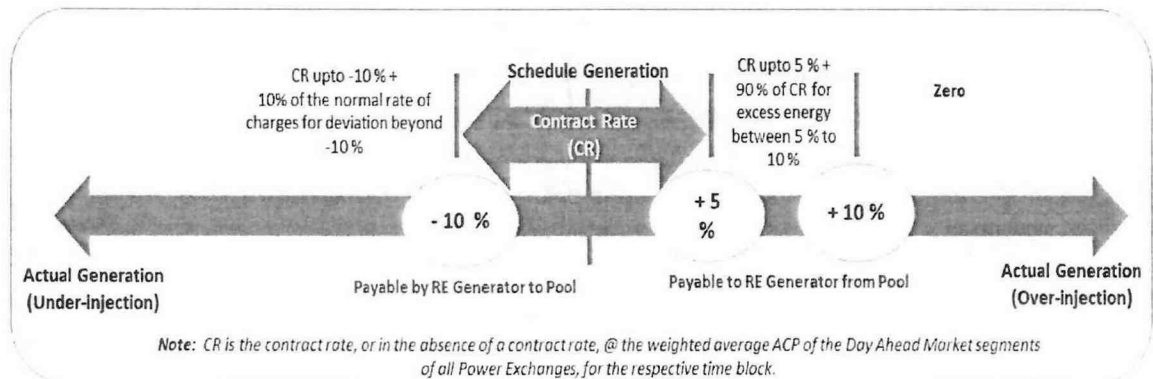 CR upto -10 % +
10% of the normal rate of
charges for deviation beyond
-10 %
Schedule Generation
Contract Rate
(CR)
CR upto 5 % +
90 % of CR for
excess energy
between 5 % to
10 %
Zero
- 10 %
+ 5
%
+ 10 %
Actual Generation
(Under-injection)
Payable by RE Generator to Pool
Payable to RE Generator from Pool
Actual Generation
(Over-injection)
Note: CR is the contract rate, or in the absence of a contract rate, @ the weighted average ACP of the Day Ahead Market segments
of all Power Exchanges, for the respective time block.